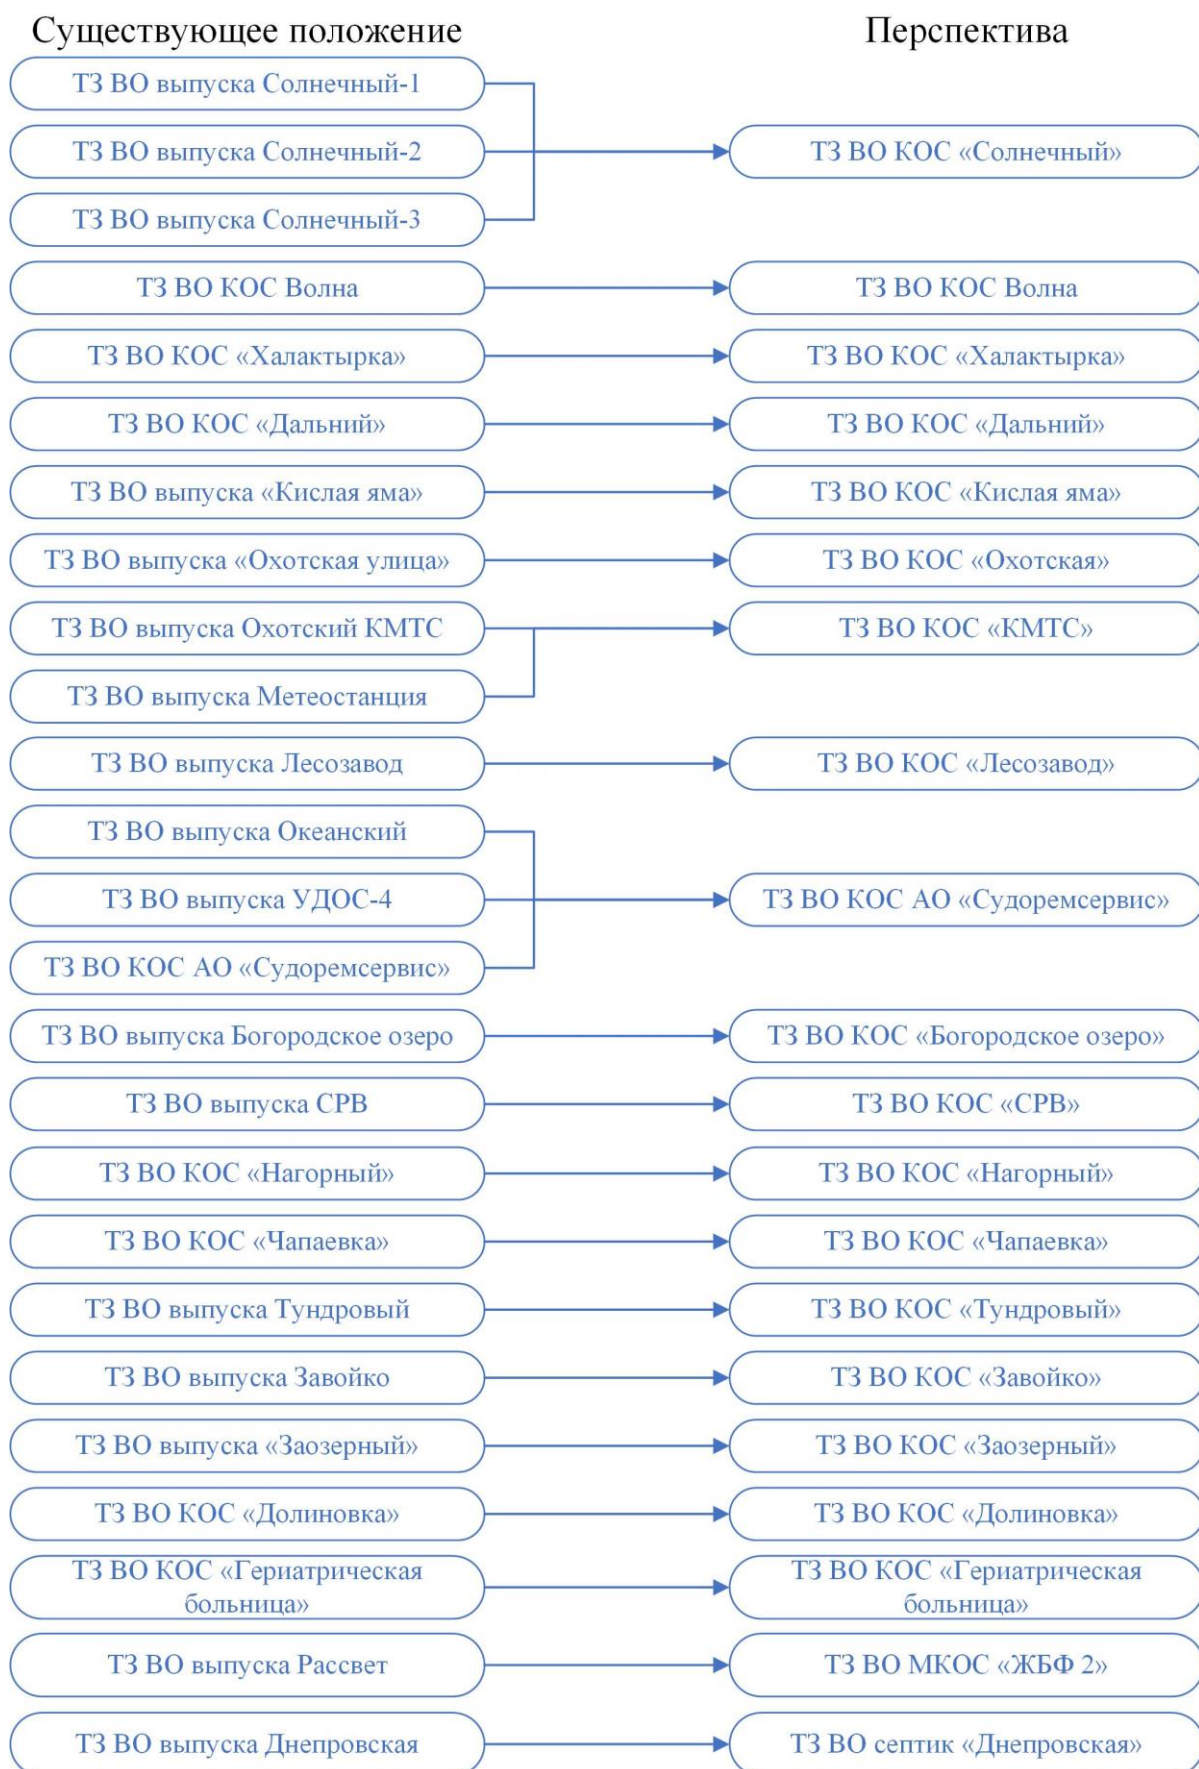 Существующее положение
Перспектива
ТЗ ВО выпуска Солнечный-1
ТЗ ВО выпуска Солнечный-2
ТЗ ВО КОС «Солнечный»
ТЗ ВО выпуска Солнечный-3
ТЗ ВО КОС Волна
ТЗ ВО КОС Волна
ТЗ ВО КОС «Халактырка»
ТЗ ВО КОС «Халактырка»
ТЗ ВО КОС «Дальний»
ТЗ ВО КОС «Дальний»
ТЗ ВО выпуска «Кислая яма»
ТЗ ВО КОС «Кислая яма»
ТЗ ВО выпуска «Охотская улица»
ТЗ ВО КОС «Охотская»
ТЗ ВО выпуска Охотский КМТС
ТЗ ВО КОС «КМТС»
ТЗ ВО выпуска Метеостанция
ТЗ ВО выпуска Лесозавод
ТЗ ВО КОС «Лесозавод»
ТЗ ВО выпуска Океанский
ТЗ ВО выпуска УДОС-4
ТЗ ВО КОС АО «Судоремсервис»
ТЗ ВО КОС АО «Судоремсервис»
ТЗ ВО выпуска Богородское озеро
ТЗ ВО КОС «Богородское озеро»
ТЗ ВО выпуска СРВ
ТЗ ВО КОС «СРВ»
ТЗ ВО КОС «Нагорный»
ТЗ ВО КОС «Нагорный»
ТЗ ВО КОС «Чапаевка»
ТЗ ВО КОС «Чапаевка»
ТЗ ВО выпуска Тундровый
ТЗ ВО КОС «Тундровый»
ТЗ ВО выпуска Завойко
ТЗ ВО КОС «Завойко»
ТЗ ВО выпуска «Заозерный»
ТЗ ВО КОС «Заозерный»
ТЗ ВО КОС «Долиновка»
ТЗ ВО КОС «Долиновка»
ТЗ ВО КОС «Гериатрическая
больница»
ТЗ ВО КОС «Гериатрическая
больница»
ТЗ ВО выпуска Рассвет
ТЗ ВО МКОС «ЖБФ 2»
ТЗ ВО выпуска Днепровская
ТЗ ВО септик «Днепровская»